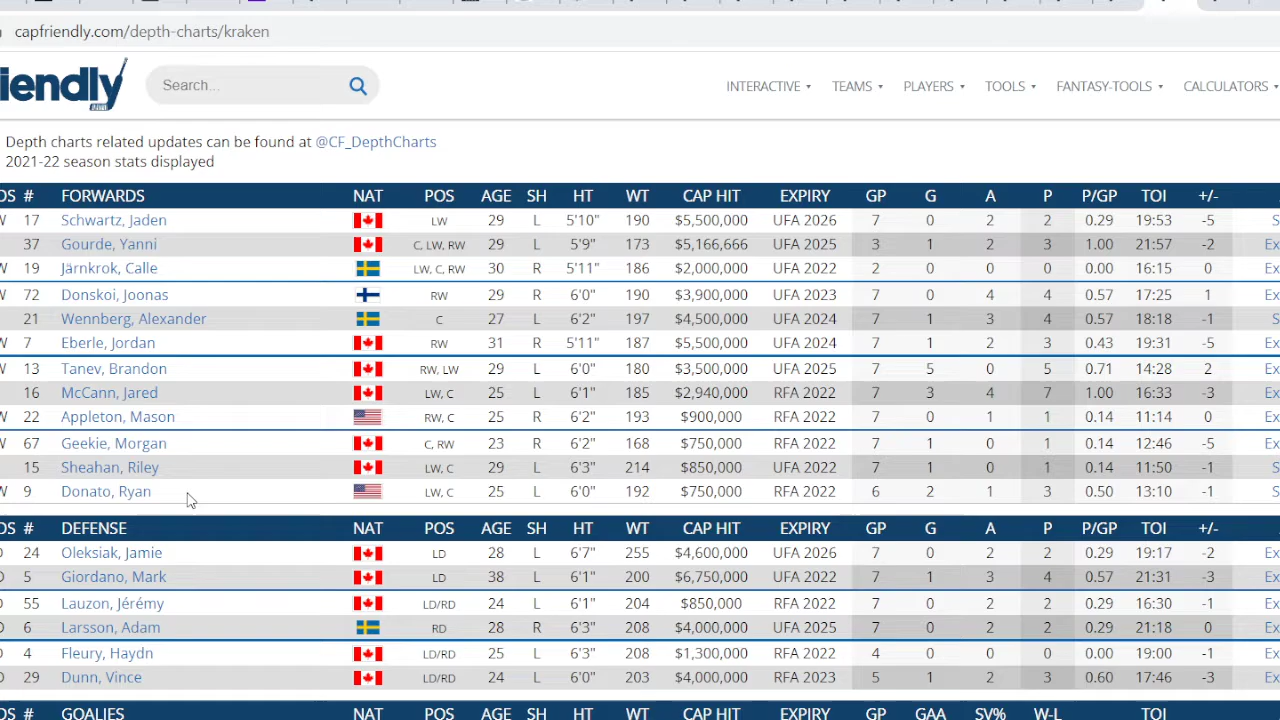 capfriendly.com/depth-charts/kraken
iendly Search... INTERACTIVE ▾ TEAMS ▾ PLAYERS ▾ TOOLS ▾ FANTASY-TOOLS ▾ CALCULATORS ▾
Depth charts related updates can be found at @CF_DepthCharts
2021-22 season stats displayed
OS # FORWARDS NAT POS AGE SH HT WT CAP HIT EXPIRY GP G A P P/GP TOI +/-
W 17 Schwartz, Jaden LW 29 L 5'10" 190 $5,500,000 UFA 2026 7 0 2 2 0.29 19:53 -5 S
37 Gourde, Yanni C, LW, RW 29 L 5'9" 173 $5,166,666 UFA 2025 3 1 2 3 1.00 21:57 -2 Ex
W 19 Järnkrok, Calle LW, C, RW 30 R 5'11" 186 $2,000,000 UFA 2022 2 0 0 0 0.00 16:15 0 Ex
W 72 Donskoi, Joonas RW 29 R 6'0" 190 $3,900,000 UFA 2023 7 0 4 4 0.57 17:25 1 Ex
21 Wennberg, Alexander C 27 L 6'2" 197 $4,500,000 UFA 2024 7 1 3 4 0.57 18:18 -1 S
W 7 Eberle, Jordan RW 31 R 5'11" 187 $5,500,000 UFA 2024 7 1 2 3 0.43 19:31 -5 Ex
W 13 Tanev, Brandon RW, LW 29 L 6'0" 180 $3,500,000 UFA 2025 7 5 0 5 0.71 14:28 2 Ex
16 McCann, Jared LW, C 25 L 6'1" 185 $2,940,000 RFA 2022 7 3 4 7 1.00 16:33 -3 Ex
W 22 Appleton, Mason RW, C 25 R 6'2" 193 $900,000 RFA 2022 7 0 1 1 0.14 11:14 0 Ex
W 67 Geekie, Morgan C, RW 23 R 6'2" 168 $750,000 RFA 2022 7 1 0 1 0.14 12:46 -5 Ex
15 Sheahan, Riley LW, C 29 L 6'3" 214 $850,000 UFA 2022 7 1 0 1 0.14 11:50 -1 S
W 9 Donato, Ryan LW, C 25 L 6'0" 192 $750,000 RFA 2022 6 2 1 3 0.50 13:10 -1 S
OS # DEFENSE NAT POS AGE SH HT WT CAP HIT EXPIRY GP G A P P/GP TOI +/-
D 24 Oleksiak, Jamie LD 28 L 6'7" 255 $4,600,000 UFA 2026 7 0 2 2 0.29 19:17 -2 Ex
D 5 Giordano, Mark LD 38 L 6'1" 200 $6,750,000 UFA 2022 7 1 3 4 0.57 21:31 -3 Ex
D 55 Lauzon, Jérémy LD/RD 24 L 6'1" 204 $850,000 RFA 2022 7 0 2 2 0.29 16:30 -1 Ex
D 6 Larsson, Adam RD 28 R 6'3" 208 $4,000,000 UFA 2025 7 0 2 2 0.29 21:18 0 Ex
D 4 Fleury, Haydn LD/RD 25 L 6'3" 208 $1,300,000 RFA 2022 4 0 0 0 0.00 19:00 -1 Ex
D 29 Dunn, Vince LD/RD 24 L 6'0" 203 $4,000,000 RFA 2023 5 1 2 3 0.60 17:46 -3 Ex
OS # GOALIES NAT POS AGE SH HT WT CAP HIT EXPIRY GP GAA SV% W-L TOI